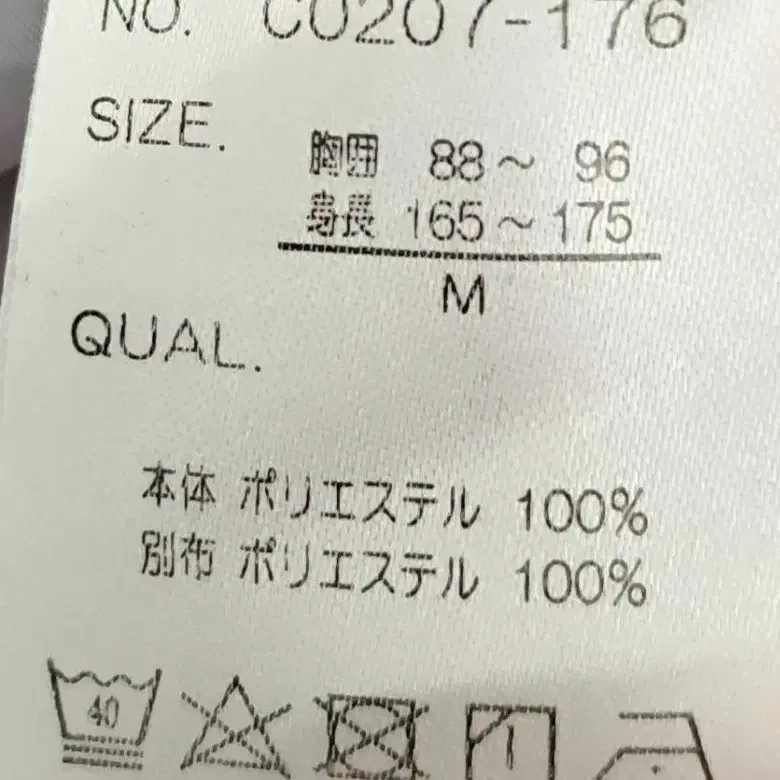 NO. C0207-176
SIZE.
胸囲 88～ 96
身長 165～175
M
QUAL.
本体 ポリエステル 100%
別布 ポリエステル 100%
40